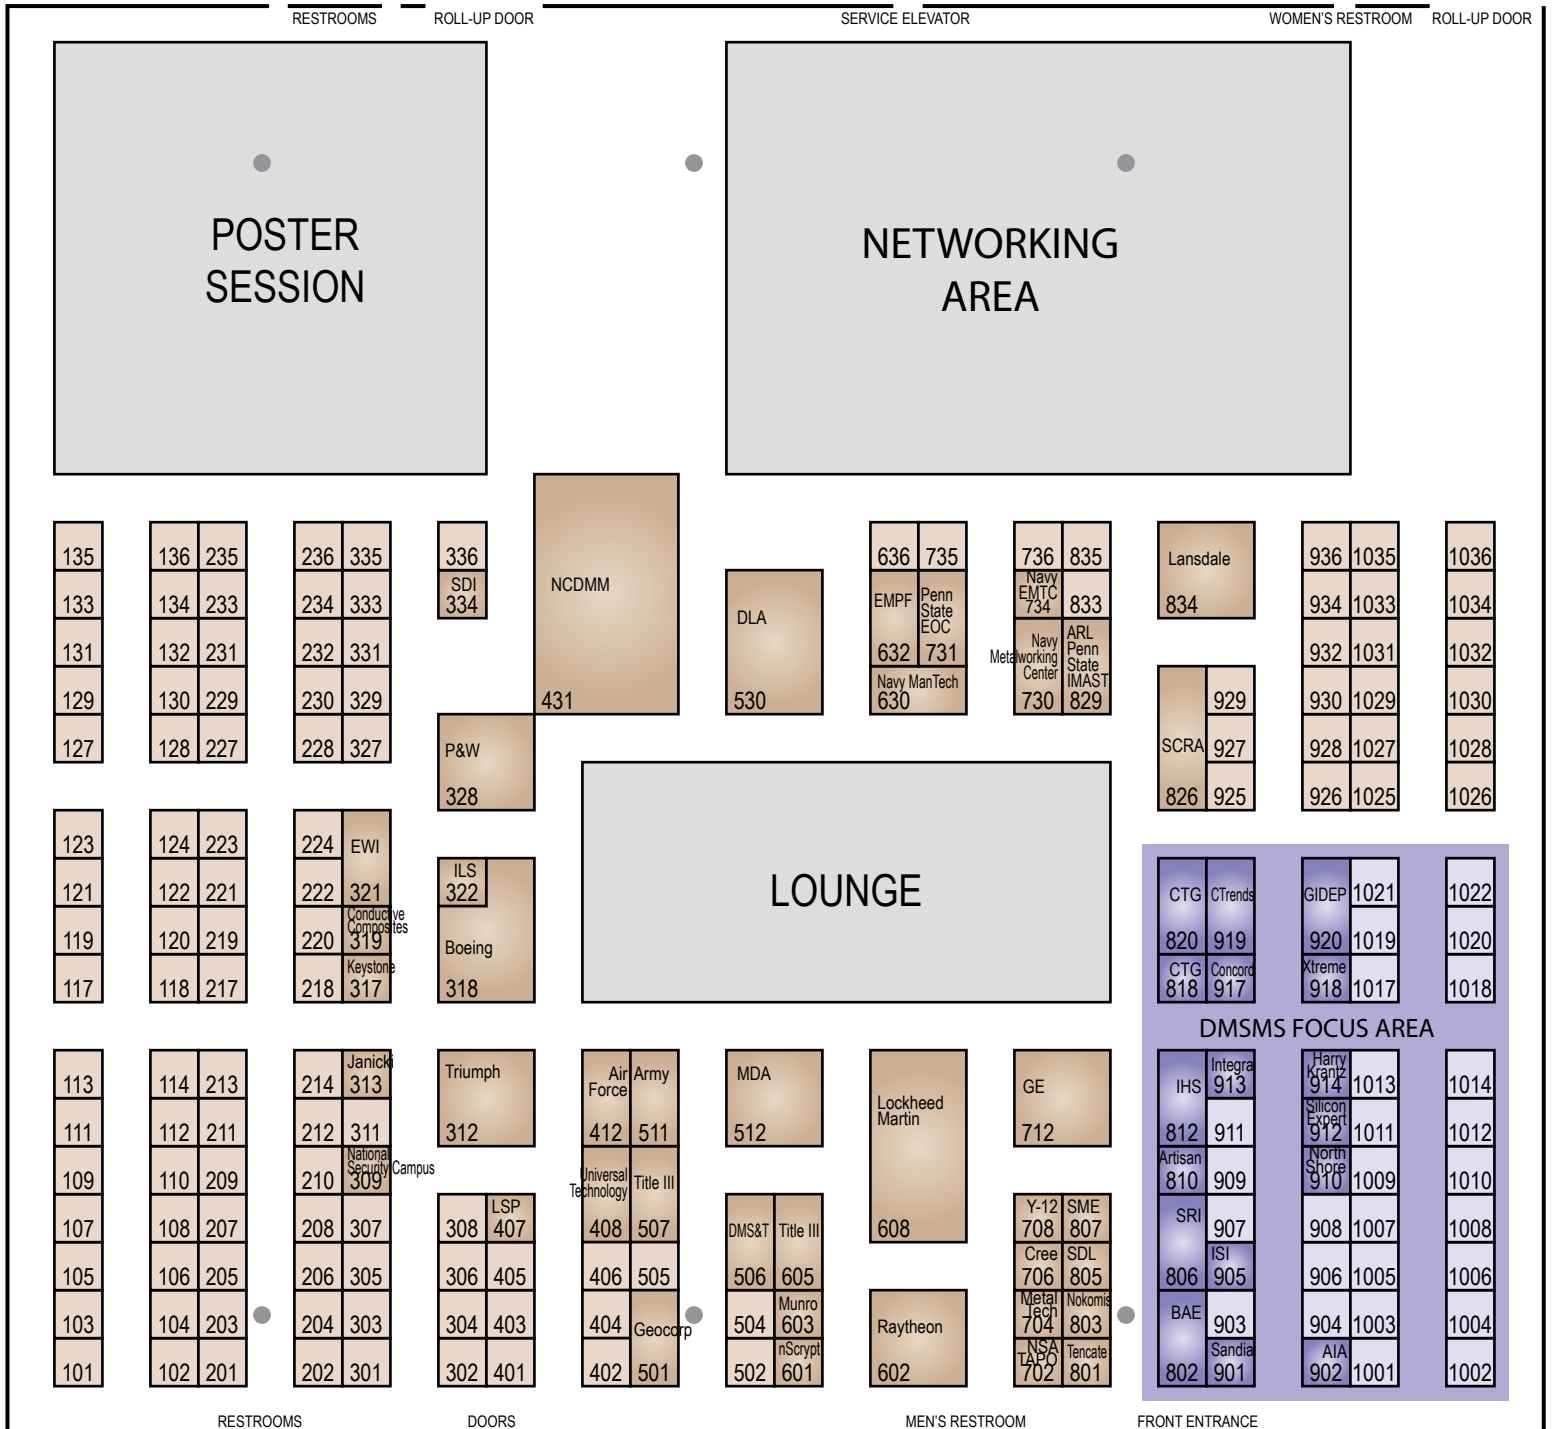 RESTROOMS
ROLL-UP DOOR
SERVICE ELEVATOR
WOMEN'S RESTROOM
ROLL-UP DOOR
POSTER
SESSION
NETWORKING
AREA
135
136 235
236 335
336
636 735
736 835
936 1035
1036
133
134 233
234 333
SDI
334
NCDMM
431
DLA
530
EMPF
632
Penn
State
EOC
731
Navy
EMTC
734
833
Lansdale
834
934 1033
1034
131
132 231
232 331
Navy ManTech
630
Navy
Metalworking
Center
730
ARL
Penn
State
IMAST
829
932 1031
1032
129
130 229
230 329
SCRA
826
929
930 1029
1030
127
128 227
228 327
P&W
328
927
928 1027
1028
925
926 1025
1026
LOUNGE
123
124 223
224
EWI
321
121
122 221
222
ILS
322
Boeing
318
CTG
820
CTrends
919
GIDEP
920
1021
1022
119
120 219
220
Conductive
Composites
319
1019
1020
117
118 217
218
Keystone
317
CTG
818
Concord
917
Xtreme
918
1017
1018
DMSMS FOCUS AREA
113
114 213
214
Janicki
313
Triumph
312
Air
Force
412
Army
511
MDA
512
Lockheed
Martin
608
GE
712
IHS
812
Integra
913
Harry
Krantz
914
1013
1014
111
112 211
212 311
911
Silicon
Expert
912
1011
1012
109
110 209
210
National
Security Campus
309
Universal
Technology
408
Title III
507
Artisan
810
909
North
Shore
910
1009
1010
107
108 207
208 307
308
LSP
407
DMS&T
506
Title III
605
Y-12
708
SME
807
SRI
806
907
908 1007
1008
105
106 205
206 305
306 405
406 505
Cree
706
SDL
805
ISI
905
906 1005
1006
103
104 203
204 303
304 403
404
Geocorp
501
504
Munro
603
Raytheon
602
Metal
Tech
704
Nokomis
803
BAE
802
903
904 1003
1004
101
102 201
202 301
302 401
402
502
nScrypt
601
NSA
TAPO
702
Tencate
801
Sandia
901
AIA
902
1001
1002
RESTROOMS
DOORS
MEN'S RESTROOM
FRONT ENTRANCE